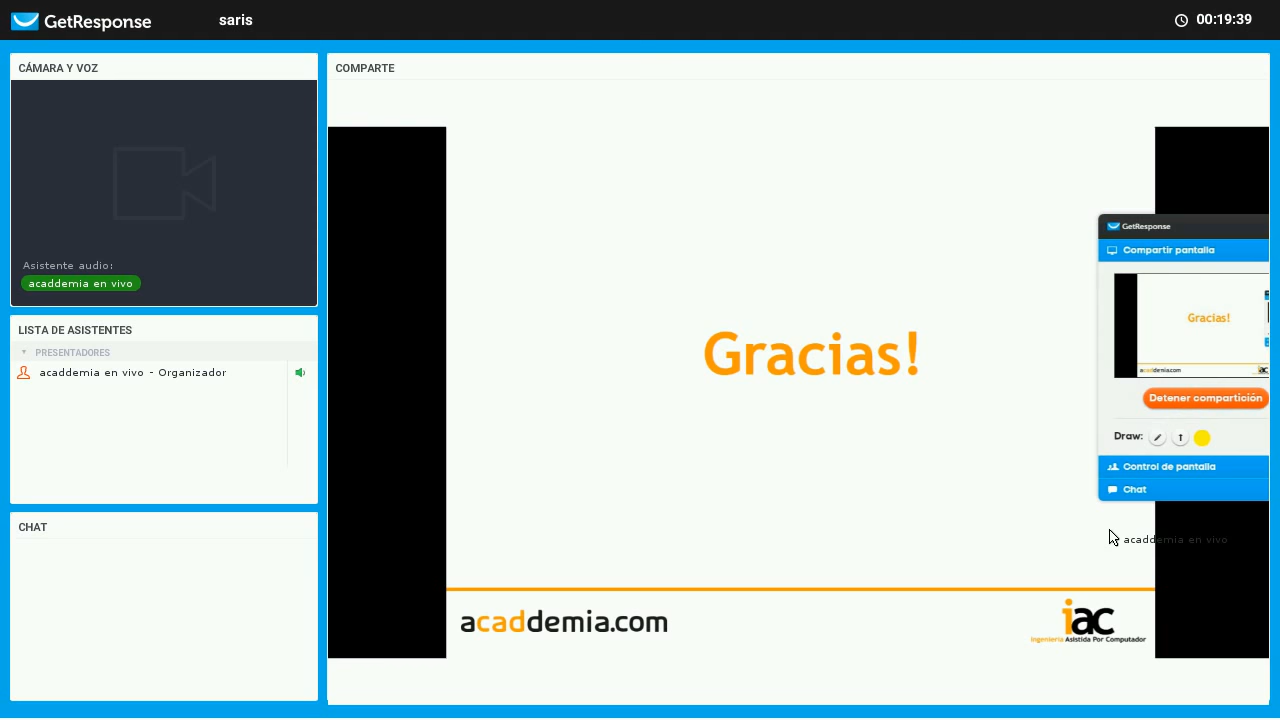 GetResponse
saris
00:19:39
CÁMARA Y VOZ
Asistente audio:
acaddemia en vivo
LISTA DE ASISTENTES
PRESENTADORES
acaddemia en vivo - Organizador
CHAT
COMPARTE
Gracias!
acaddemia.com
iac
Ingeniería Asistida Por Computador
GetResponse
Compartir pantalla
Gracias!
acaddemia.com
iac
Detener compartición
Draw:
T
Control de pantalla
Chat
acaddemia en vivo